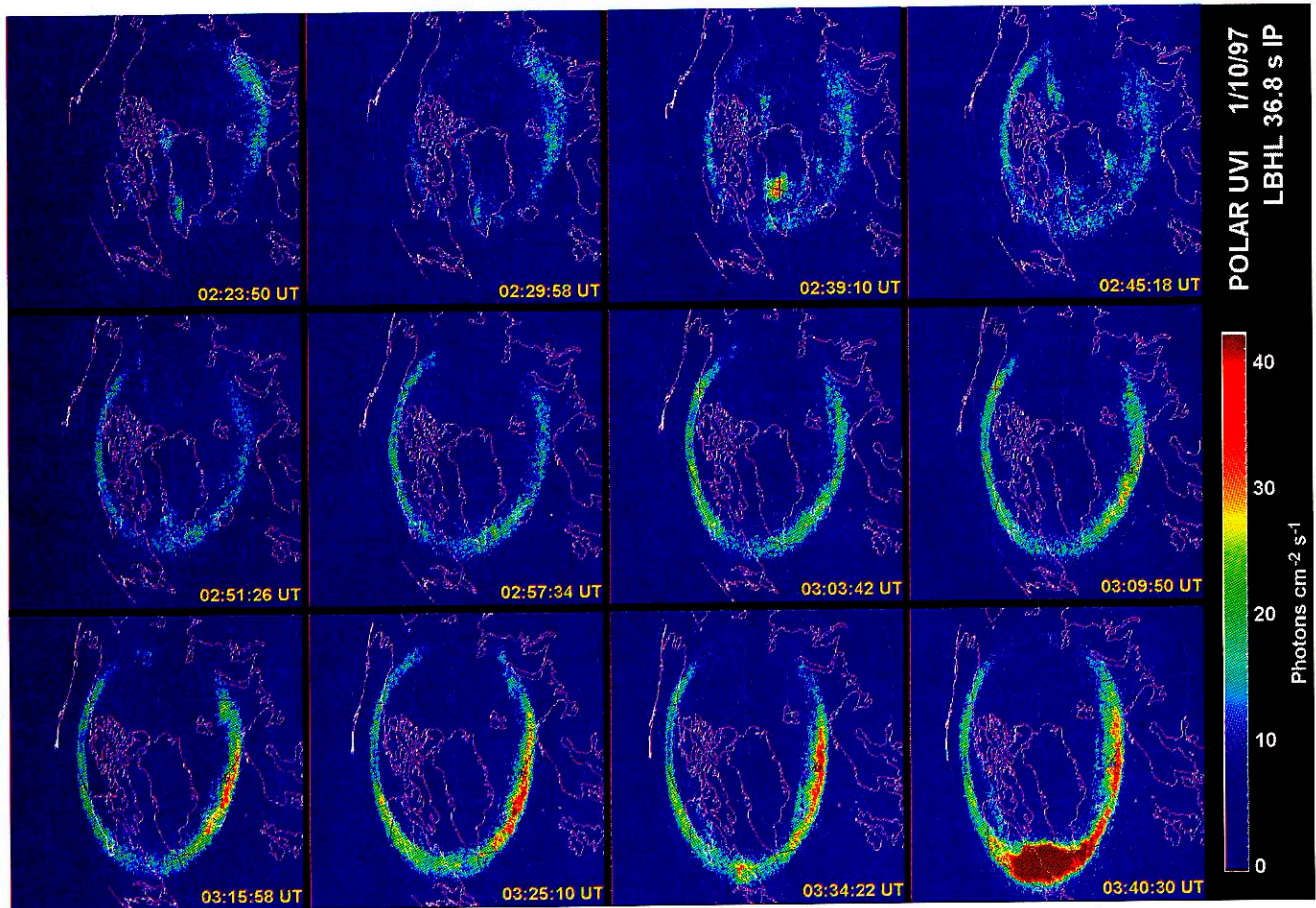 02:23:50 UT
02:29:58 UT
02:39:10 UT
02:45:18 UT
02:51:26 UT
02:57:34 UT
03:03:42 UT
03:09:50 UT
03:15:58 UT
03:25:10 UT
03:34:22 UT
03:40:30 UT
POLAR UVI 1/10/97
LBHL 36.8 s IP
40
30
20
10
0
Photons cm-2 s-1